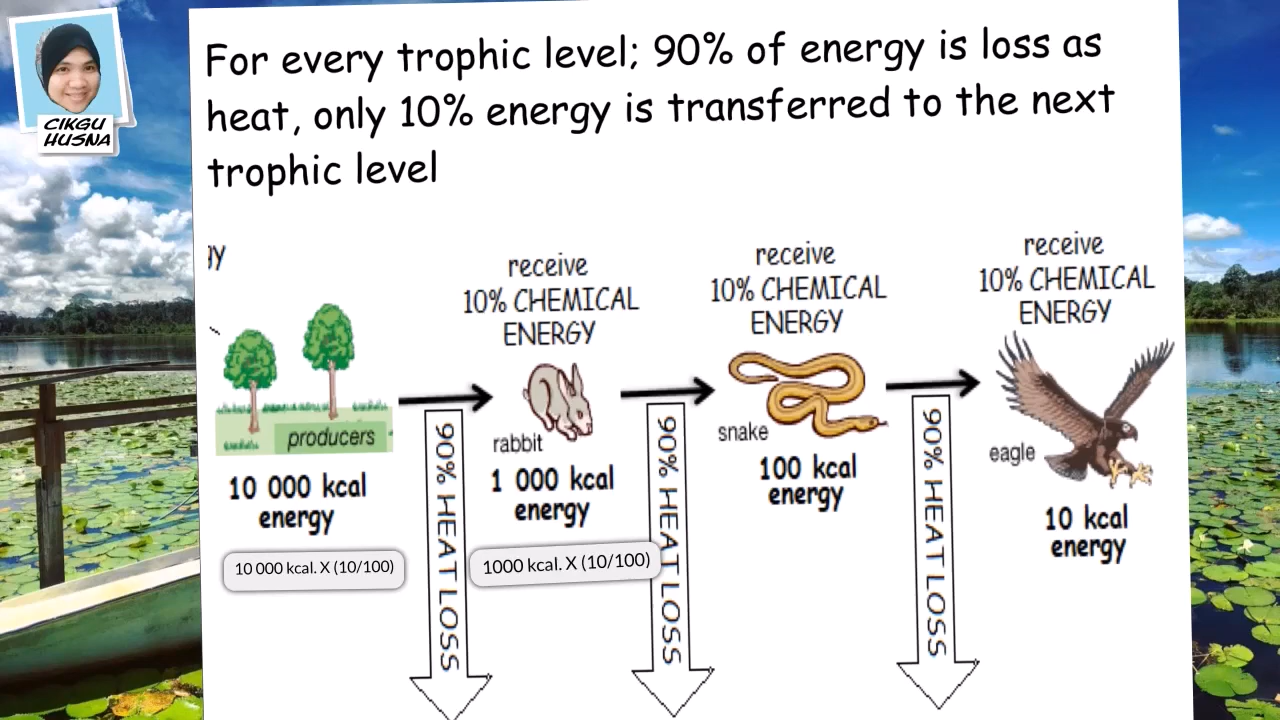 CIKGU
HUSNA
For every trophic level; 90% of energy is loss as
heat, only 10% energy is transferred to the next
trophic level
gy
receive
10% CHEMICAL
ENERGY
receive
10% CHEMICAL
ENERGY
receive
10% CHEMICAL
ENERGY
producers
rabbit
snake
eagle
10 000 kcal
energy
1 000 kcal
energy
100 kcal
energy
10 kcal
energy
10 000 kcal. X (10/100)
1000 kcal. X (10/100)
90% HEAT LOSS
90% HEAT LOSS
90% HEAT LOSS